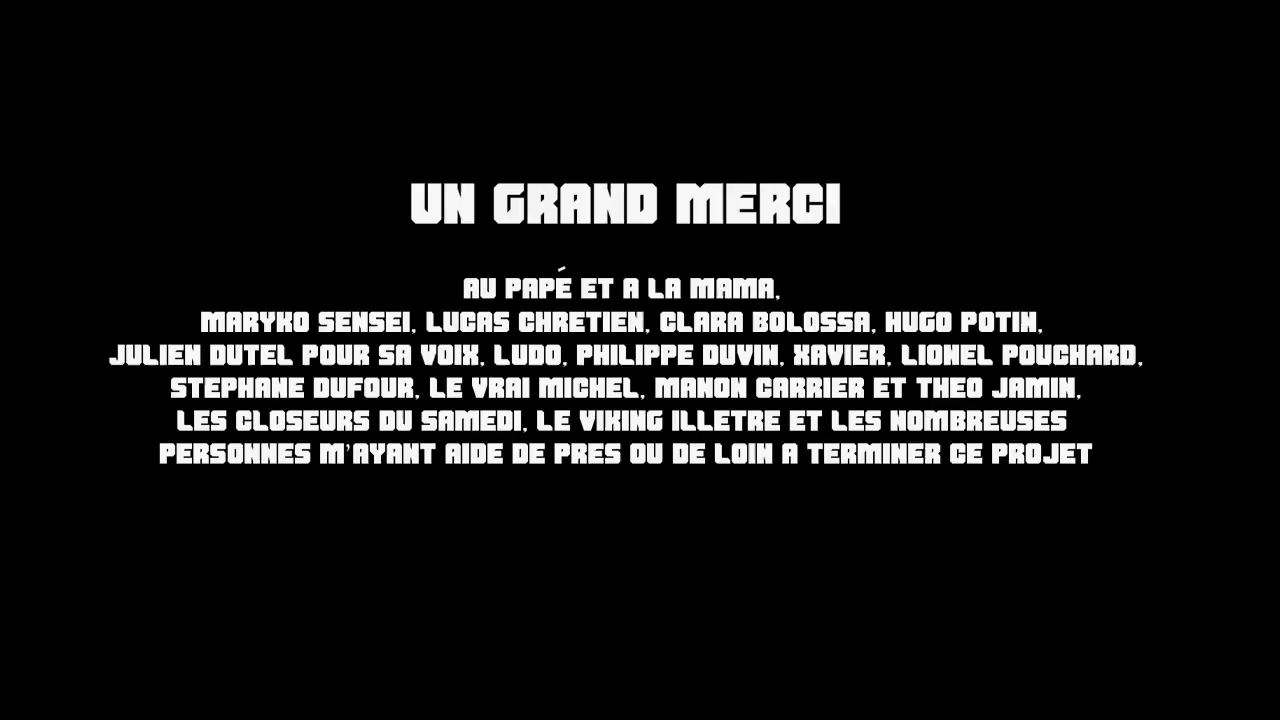 UN GRAND MERCI
AU PAPÉ ET A LA MAMA,
MARYKO SENSEI, LUCAS CHRETIEN, CLARA BOLOSSA, HUGO POTIN,
JULIEN DUTEL POUR SA VOIX, LUDO, PHILIPPE DUVIN, XAVIER, LIONEL POUCHARD,
STEPHANE DUFOUR, LE VRAI MICHEL, MANON CARRIER ET THEO JAMIN,
LES CLOSEURS DU SAMEDI, LE VIKING ILLETRE ET LES NOMBREUSES
PERSONNES M'AYANT AIDE DE PRES OU DE LOIN A TERMINER CE PROJET